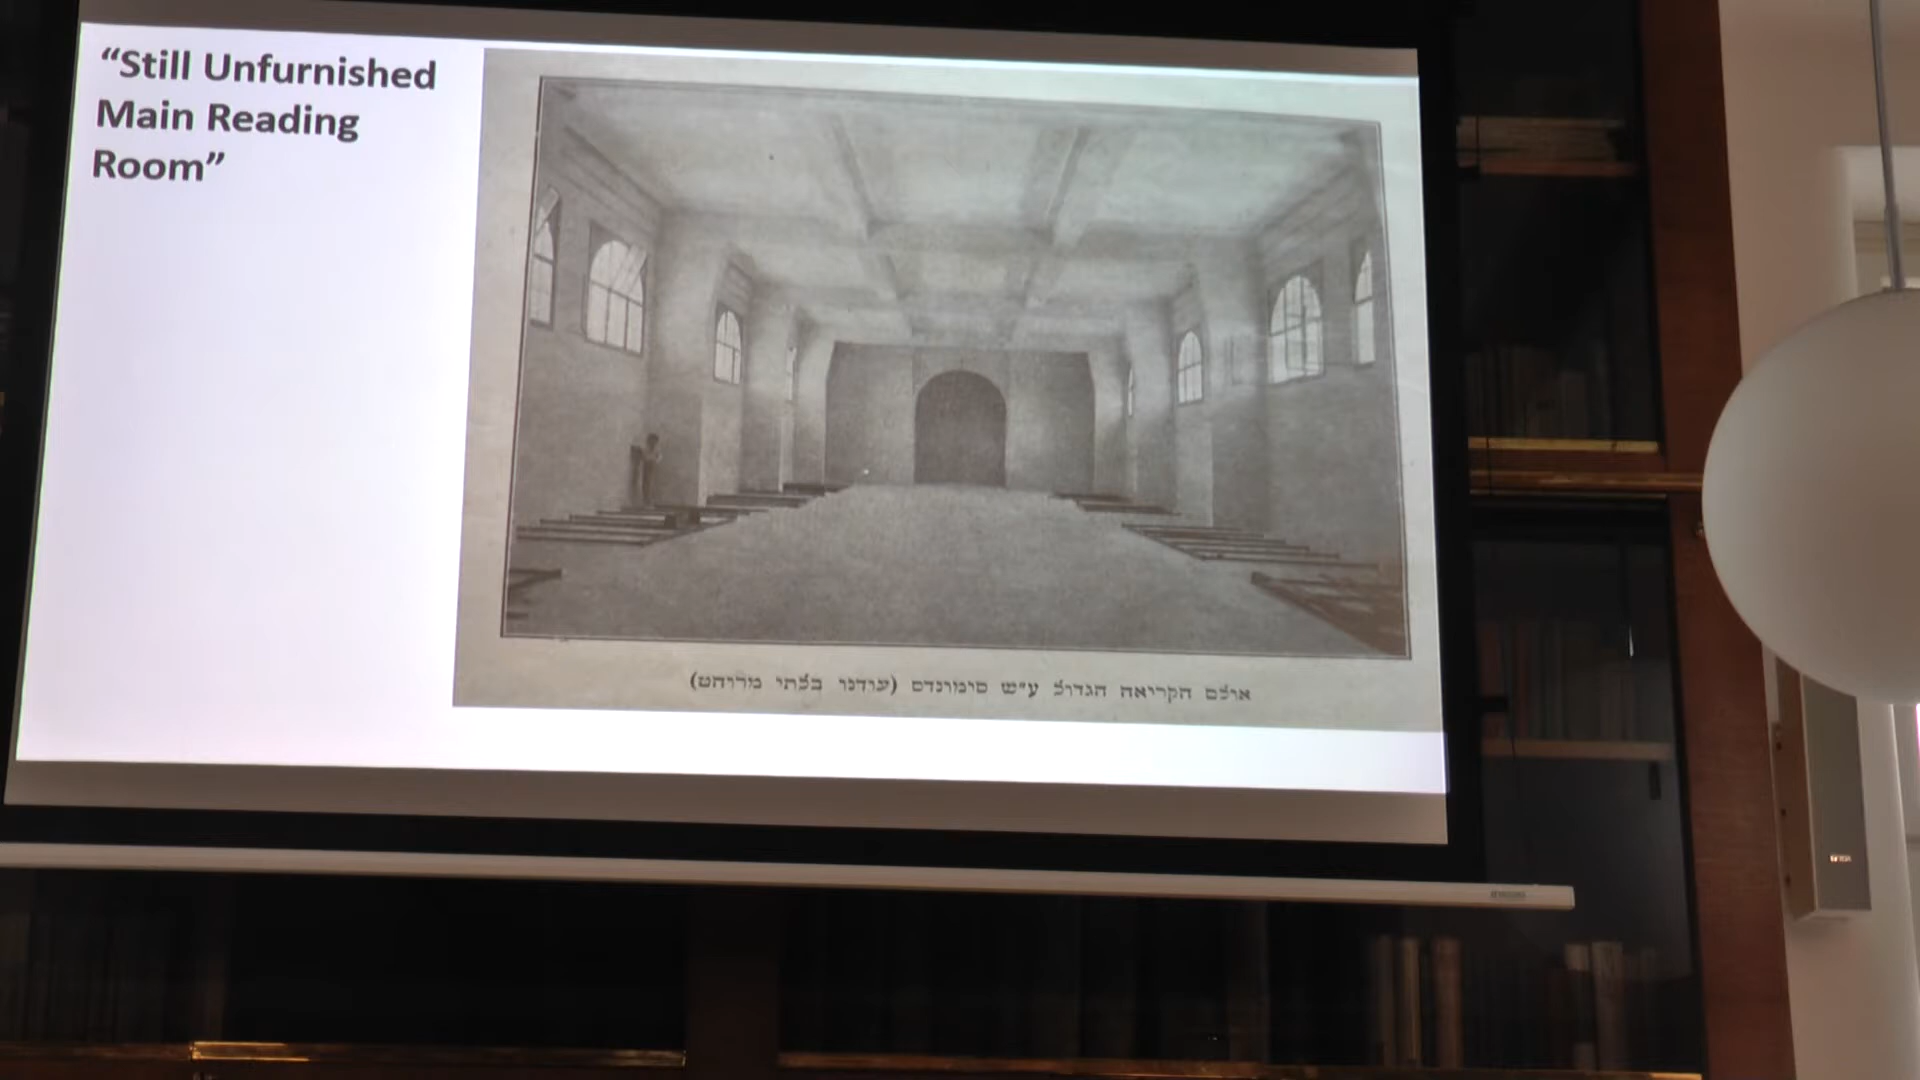 “Still Unfurnished
Main Reading
Room”
אולם הקריאה הגדול ע״ש סימונדס (עודנו בלתי מרוהט)